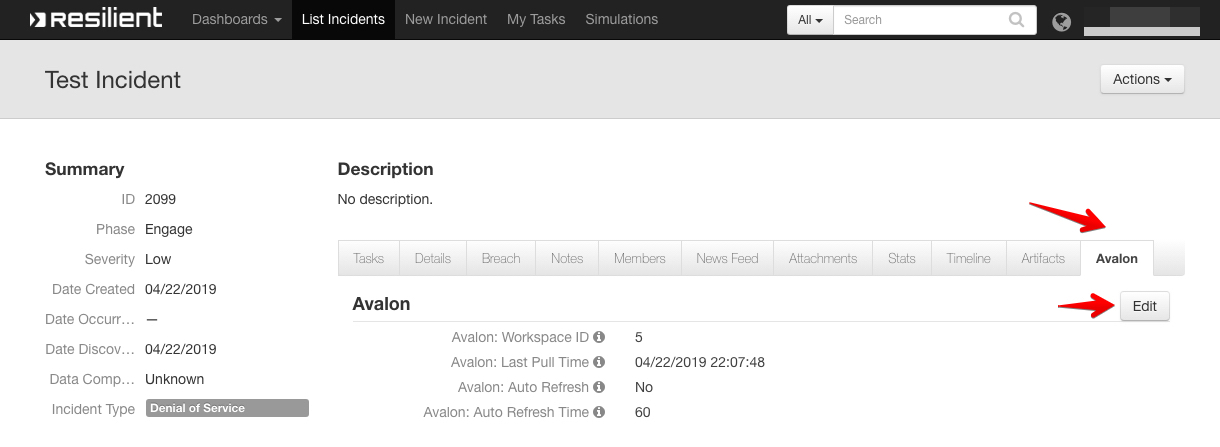 resilient Dashboards List Incidents New Incident My Tasks Simulations All Search
Test Incident Actions
Summary
ID 2099
Phase Engage
Severity Low
Date Created 04/22/2019
Date Occurr… —
Date Discov… 04/22/2019
Data Comp… Unknown
Incident Type Denial of Service
Description
No description.
Tasks Details Breach Notes Members News Feed Attachments Stats Timeline Artifacts Avalon
Avalon Edit
Avalon: Workspace ID 5
Avalon: Last Pull Time 04/22/2019 22:07:48
Avalon: Auto Refresh No
Avalon: Auto Refresh Time 60